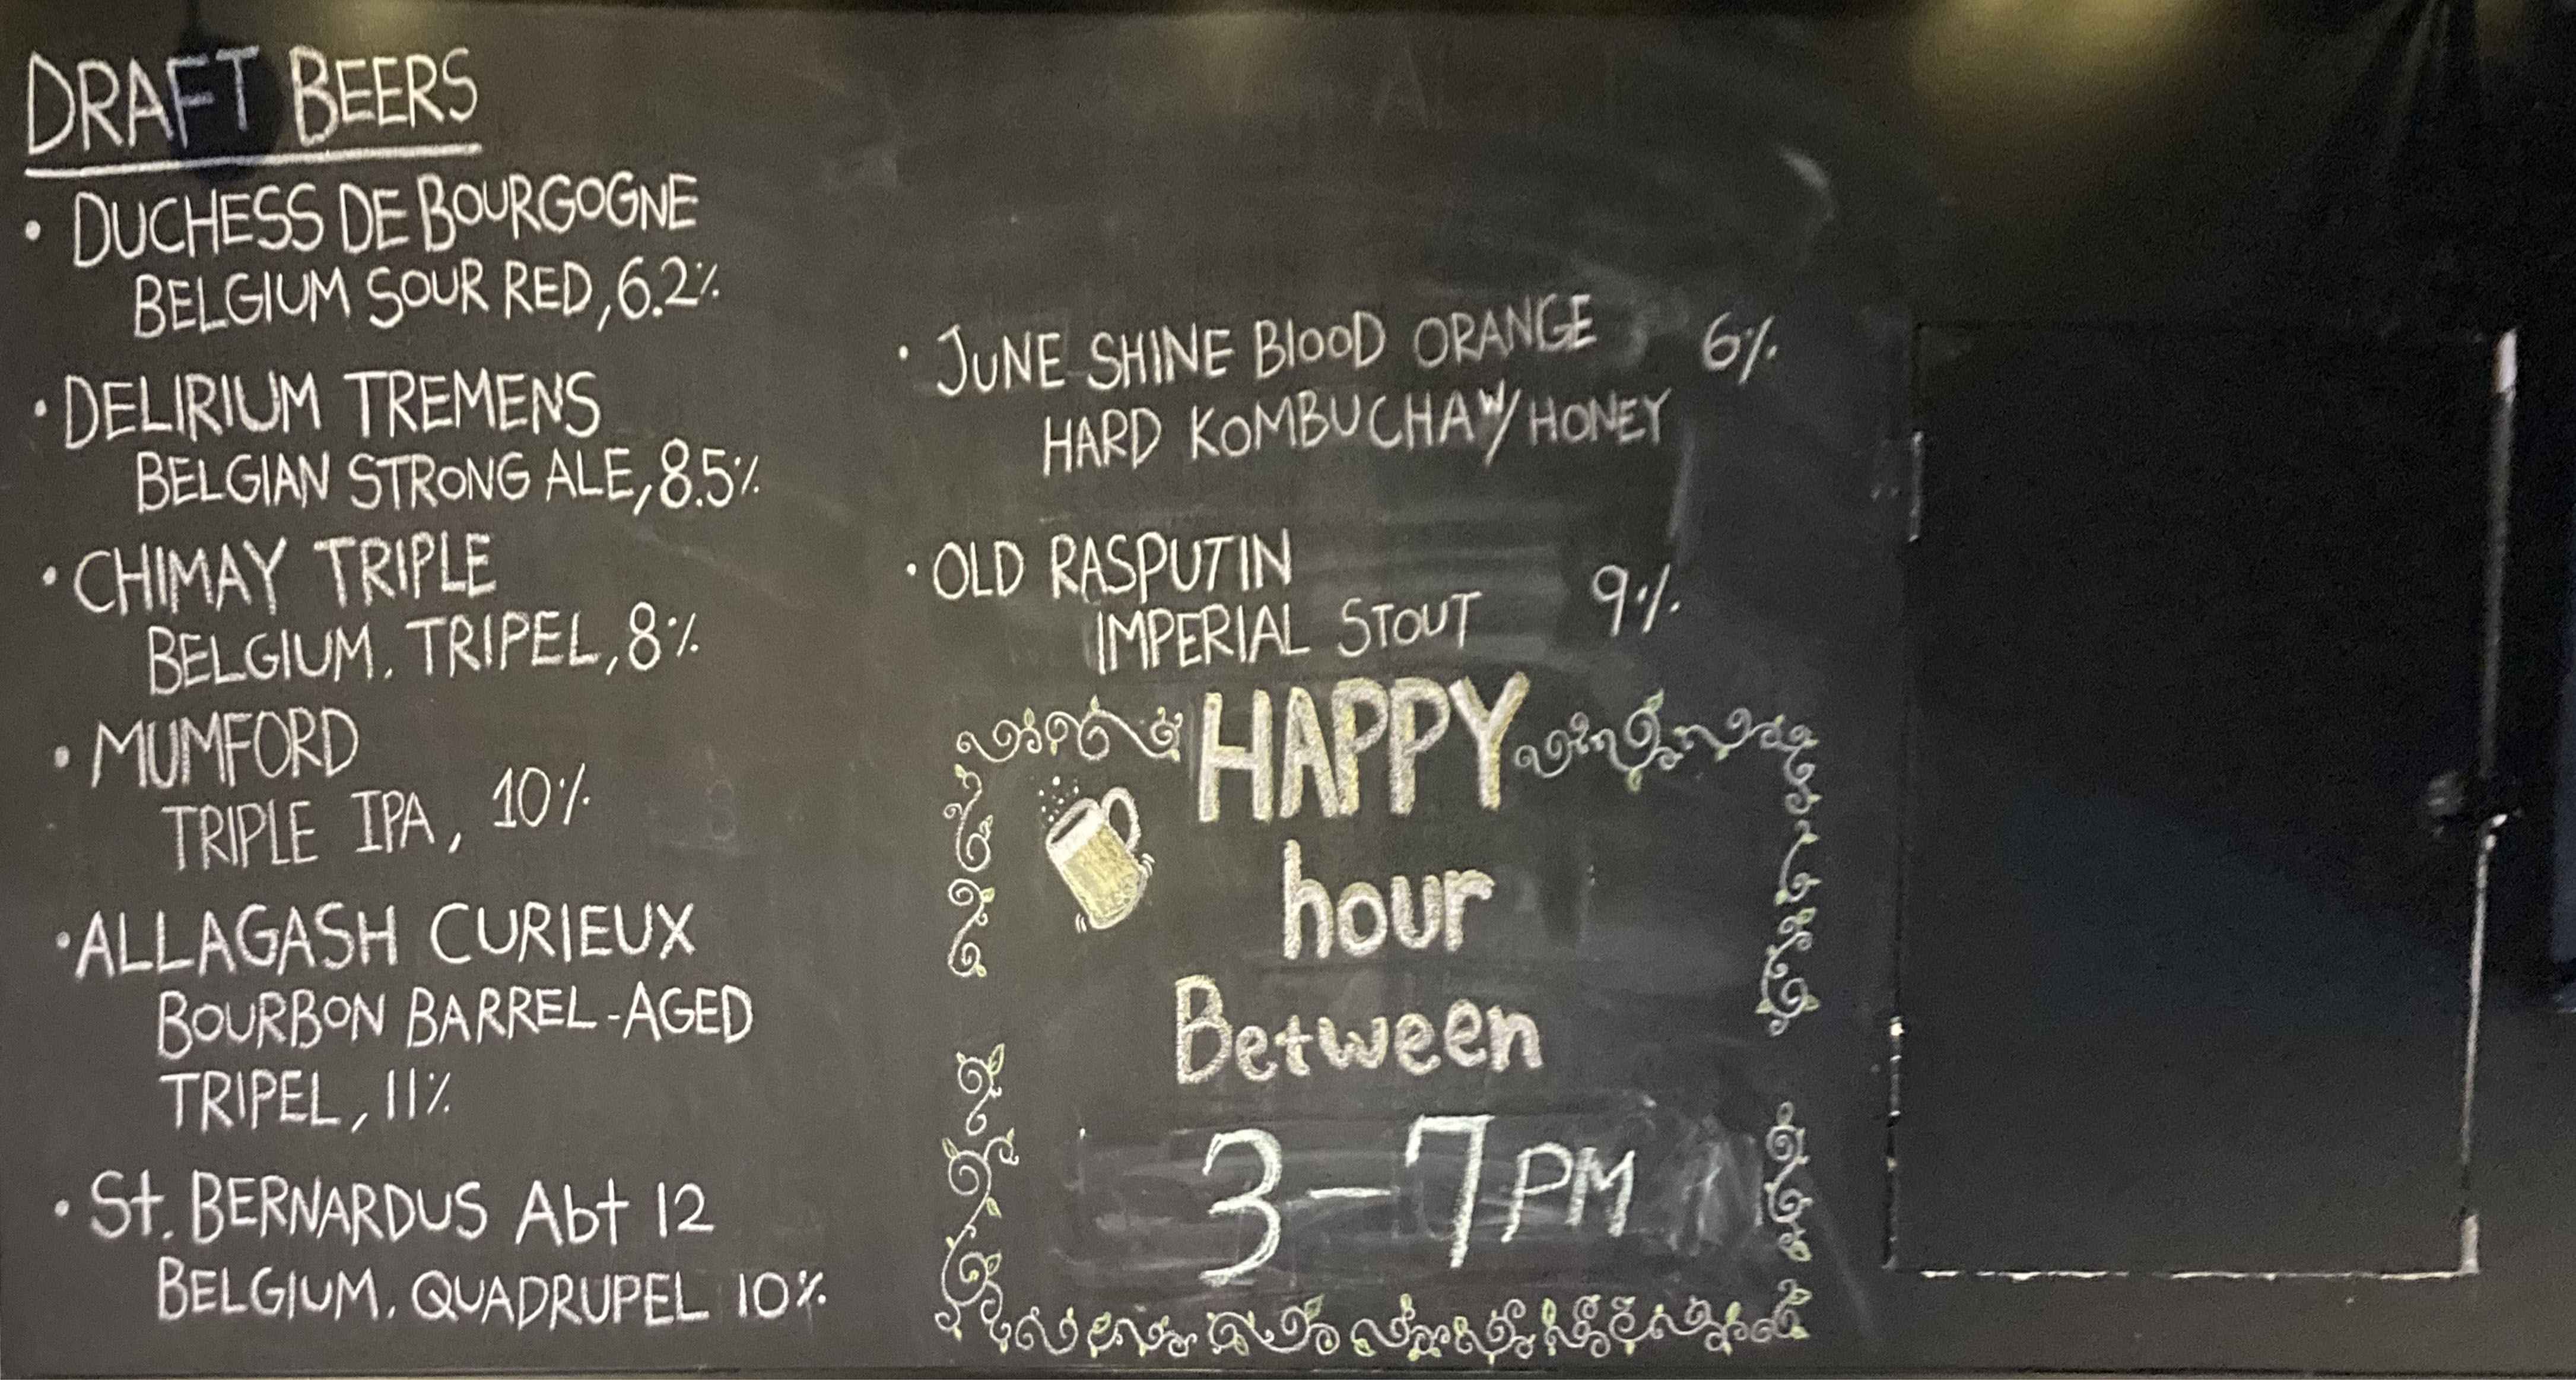 DRAFT BEERS
• DUCHESS DE BOURGOGNE
BELGIUM SOUR RED, 6.2%
• DELIRIUM TREMENS
BELGIAN STRONG ALE, 8.5%
• CHIMAY TRIPLE
BELGIUM. TRIPEL, 8%
• MUMFORD
TRIPLE IPA, 10%
• ALLAGASH CURIEUX
BOURBON BARREL-AGED
TRIPEL, 11%
• St. BERNARDUS Abt 12
BELGIUM. QUADRUPEL 10%
• JUNE SHINE BlOOD ORANGE 6%
HARD KOMBUCHA W/ HONEY
• OLD RASPUTIN
IMPERIAL STOUT 9%
HAPPY
hour
Between
3-7PM